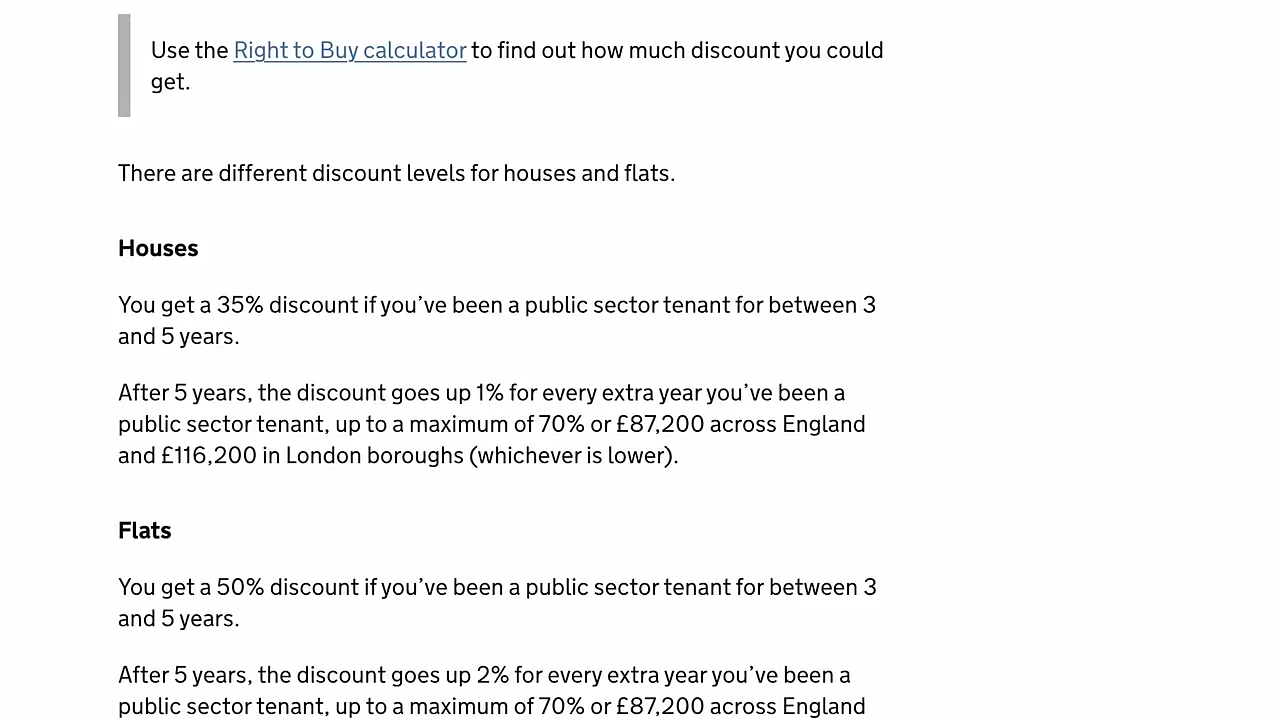 Use the Right to Buy calculator to find out how much discount you could
get.
There are different discount levels for houses and flats.
Houses
You get a 35% discount if you’ve been a public sector tenant for between 3
and 5 years.
After 5 years, the discount goes up 1% for every extra year you’ve been a
public sector tenant, up to a maximum of 70% or £87,200 across England
and £116,200 in London boroughs (whichever is lower).
Flats
You get a 50% discount if you’ve been a public sector tenant for between 3
and 5 years.
After 5 years, the discount goes up 2% for every extra year you’ve been a
public sector tenant, up to a maximum of 70% or £87,200 across England